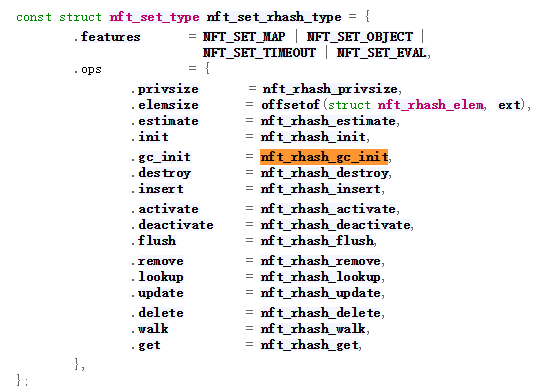 const struct nft_set_type nft_set_rhash_type = {
.features = NFT_SET_MAP | NFT_SET_OBJECT |
NFT_SET_TIMEOUT | NFT_SET_EVAL,
.ops = {
.privsize = nft_rhash_privsize,
.elemsize = offsetof(struct nft_rhash_elem, ext),
.estimate = nft_rhash_estimate,
.init = nft_rhash_init,
.gc_init = nft_rhash_gc_init,
.destroy = nft_rhash_destroy,
.insert = nft_rhash_insert,
.activate = nft_rhash_activate,
.deactivate = nft_rhash_deactivate,
.flush = nft_rhash_flush,
.remove = nft_rhash_remove,
.lookup = nft_rhash_lookup,
.update = nft_rhash_update,
.delete = nft_rhash_delete,
.walk = nft_rhash_walk,
.get = nft_rhash_get,
},
};